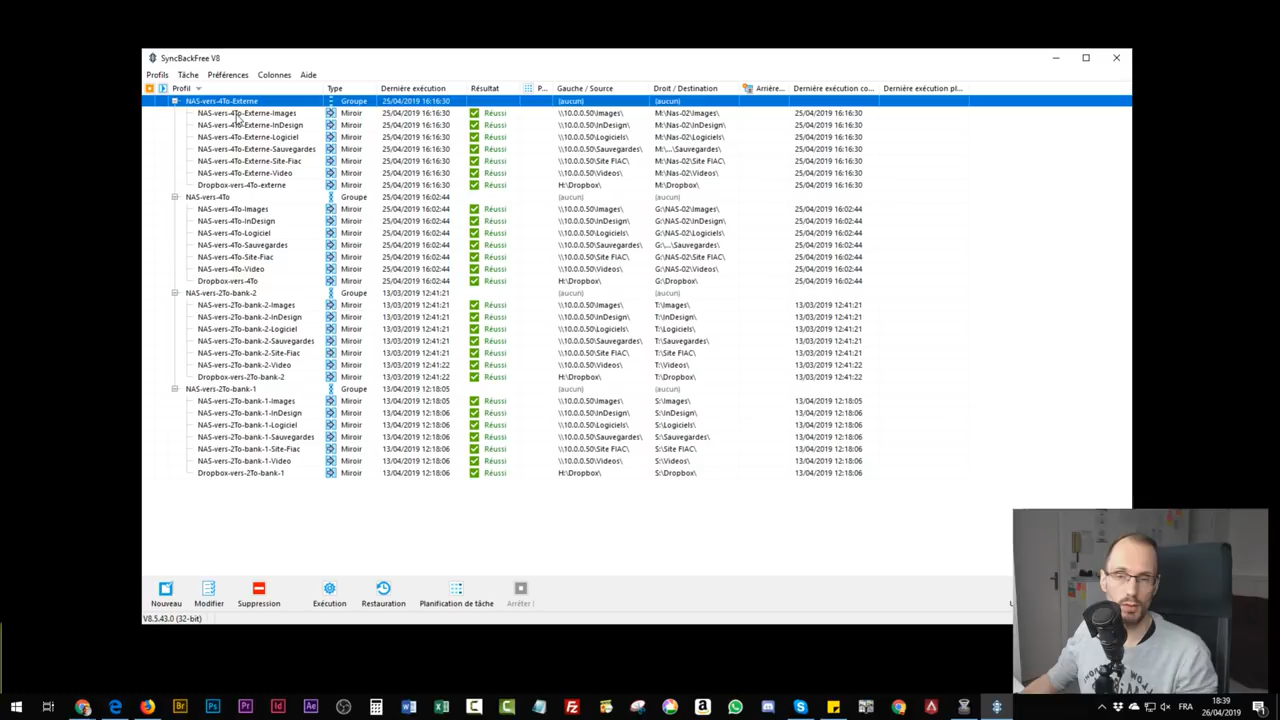 SyncBackFree V8
Profils Tâche Préférences Colonnes Aide
Profil Type Dernière exécution Résultat P... Gauche / Source Droit / Destination Arrière... Dernière exécution co... Dernière exécution pl...
NAS-vers-4To-Externe Groupe 25/04/2019 16:16:30 (aucun) (aucun)
NAS-vers-4To-Externe-Images Miroir 25/04/2019 16:16:30 Réussi \\10.0.0.50\Images\ M:\Nas-02\Images\ 25/04/2019 16:16:30
NAS-vers-4To-Externe-InDesign Miroir 25/04/2019 16:16:30 Réussi \\10.0.0.50\InDesign\ M:\Nas-02\InDesign\ 25/04/2019 16:16:30
NAS-vers-4To-Externe-Logiciel Miroir 25/04/2019 16:16:30 Réussi \\10.0.0.50\Logiciels\ M:\Nas-02\Logiciels\ 25/04/2019 16:16:30
NAS-vers-4To-Externe-Sauvegardes Miroir 25/04/2019 16:16:30 Réussi \\10.0.0.50\Sauvegardes\ M:\...\Sauvegardes\ 25/04/2019 16:16:30
NAS-vers-4To-Externe-Site-Fiac Miroir 25/04/2019 16:16:30 Réussi \\10.0.0.50\Site FIAC\ M:\Nas-02\Site FIAC\ 25/04/2019 16:16:30
NAS-vers-4To-Externe-Video Miroir 25/04/2019 16:16:30 Réussi \\10.0.0.50\Videos\ M:\Nas-02\Videos\ 25/04/2019 16:16:30
Dropbox-vers-4To-externe Miroir 25/04/2019 16:16:30 Réussi H:\Dropbox\ M:\Dropbox\ 25/04/2019 16:16:30
NAS-vers-4To Groupe 25/04/2019 16:02:44 (aucun) (aucun)
NAS-vers-4To-Images Miroir 25/04/2019 16:02:44 Réussi \\10.0.0.50\Images\ G:\NAS-02\Images\ 25/04/2019 16:02:44
NAS-vers-4To-InDesign Miroir 25/04/2019 16:02:44 Réussi \\10.0.0.50\InDesign\ G:\NAS-02\InDesign\ 25/04/2019 16:02:44
NAS-vers-4To-Logiciel Miroir 25/04/2019 16:02:44 Réussi \\10.0.0.50\Logiciels\ G:\NAS-02\Logiciels\ 25/04/2019 16:02:44
NAS-vers-4To-Sauvegardes Miroir 25/04/2019 16:02:44 Réussi \\10.0.0.50\Sauvegardes\ G:\...\Sauvegardes\ 25/04/2019 16:02:44
NAS-vers-4To-Site-Fiac Miroir 25/04/2019 16:02:44 Réussi \\10.0.0.50\Site FIAC\ G:\NAS-02\Site FIAC\ 25/04/2019 16:02:44
NAS-vers-4To-Video Miroir 25/04/2019 16:02:44 Réussi \\10.0.0.50\Videos\ G:\NAS-02\Videos\ 25/04/2019 16:02:44
Dropbox-vers-4To Miroir 25/04/2019 16:02:44 Réussi H:\Dropbox\ G:\Dropbox\ 25/04/2019 16:02:44
NAS-vers-2To-bank-2 Groupe 13/03/2019 12:41:21 (aucun) (aucun)
NAS-vers-2To-bank-2-Images Miroir 13/03/2019 12:41:21 Réussi \\10.0.0.50\Images\ T:\Images\ 13/03/2019 12:41:21
NAS-vers-2To-bank-2-InDesign Miroir 13/03/2019 12:41:21 Réussi \\10.0.0.50\InDesign\ T:\InDesign\ 13/03/2019 12:41:21
NAS-vers-2To-bank-2-Logiciel Miroir 13/03/2019 12:41:21 Réussi \\10.0.0.50\Logiciels\ T:\Logiciels\ 13/03/2019 12:41:21
NAS-vers-2To-bank-2-Sauvegardes Miroir 13/03/2019 12:41:21 Réussi \\10.0.0.50\Sauvegardes\ T:\Sauvegardes\ 13/03/2019 12:41:21
NAS-vers-2To-bank-2-Site-Fiac Miroir 13/03/2019 12:41:21 Réussi \\10.0.0.50\Site FIAC\ T:\Site FIAC\ 13/03/2019 12:41:21
NAS-vers-2To-bank-2-Video Miroir 13/03/2019 12:41:22 Réussi \\10.0.0.50\Videos\ T:\Videos\ 13/03/2019 12:41:22
Dropbox-vers-2To-bank-2 Miroir 13/03/2019 12:41:22 Réussi H:\Dropbox\ T:\Dropbox\ 13/03/2019 12:41:22
NAS-vers-2To-bank-1 Groupe 13/04/2019 12:18:05 (aucun) (aucun)
NAS-vers-2To-bank-1-Images Miroir 13/04/2019 12:18:05 Réussi \\10.0.0.50\Images\ S:\Images\ 13/04/2019 12:18:05
NAS-vers-2To-bank-1-InDesign Miroir 13/04/2019 12:18:06 Réussi \\10.0.0.50\InDesign\ S:\InDesign\ 13/04/2019 12:18:06
NAS-vers-2To-bank-1-Logiciel Miroir 13/04/2019 12:18:06 Réussi \\10.0.0.50\Logiciels\ S:\Logiciels\ 13/04/2019 12:18:06
NAS-vers-2To-bank-1-Sauvegardes Miroir 13/04/2019 12:18:06 Réussi \\10.0.0.50\Sauvegardes\ S:\Sauvegardes\ 13/04/2019 12:18:06
NAS-vers-2To-bank-1-Site-Fiac Miroir 13/04/2019 12:18:06 Réussi \\10.0.0.50\Site FIAC\ S:\Site FIAC\ 13/04/2019 12:18:06
NAS-vers-2To-bank-1-Video Miroir 13/04/2019 12:18:06 Réussi \\10.0.0.50\Videos\ S:\Videos\ 13/04/2019 12:18:06
Dropbox-vers-2To-bank-1 Miroir 13/04/2019 12:18:06 Réussi H:\Dropbox\ S:\Dropbox\ 13/04/2019 12:18:06
Nouveau Modifier Suppression Exécution Restauration Planification de tâche Arrêter !
V8.5.43.0 (32-bit)
Br Ps Pr Id Ae
FRA 18:39
26/04/2019